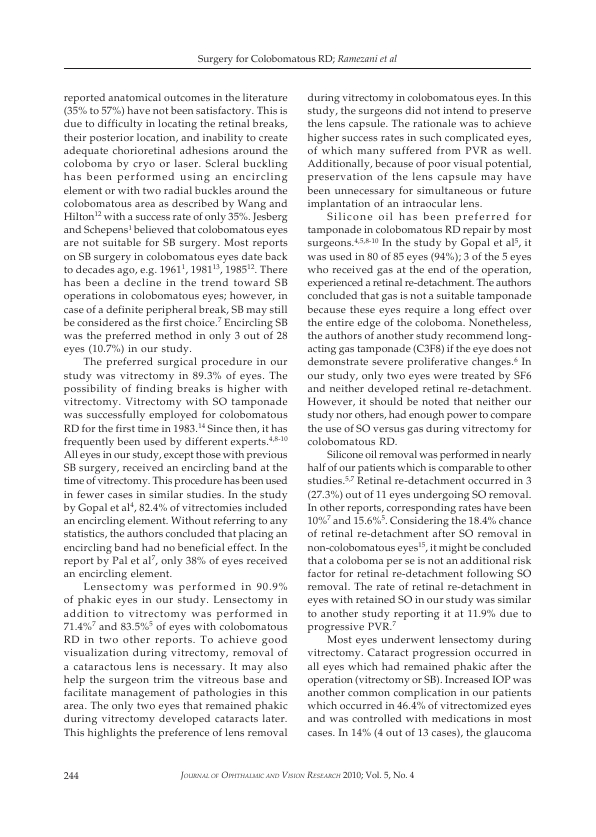 Surgery for Colobomatous RD; Ramezani et al
reported anatomical outcomes in the literature
(35% to 57%) have not been satisfactory. This is
due to difficulty in locating the retinal breaks,
their posterior location, and inability to create
adequate chorioretinal adhesions around the
coloboma by cryo or laser. Scleral buckling
has been performed using an encircling
element or with two radial buckles around the
colobomatous area as described by Wang and
Hilton12 with a success rate of only 35%. Jesberg
and Schepens1 believed that colobomatous eyes
are not suitable for SB surgery. Most reports
on SB surgery in colobomatous eyes date back
to decades ago, e.g. 19611, 198113, 198512. There
has been a decline in the trend toward SB
operations in colobomatous eyes; however, in
case of a definite peripheral break, SB may still
be considered as the first choice.7 Encircling SB
was the preferred method in only 3 out of 28
eyes (10.7%) in our study.
The preferred surgical procedure in our
study was vitrectomy in 89.3% of eyes. The
possibility of finding breaks is higher with
vitrectomy. Vitrectomy with SO tamponade
was successfully employed for colobomatous
RD for the first time in 1983.14 Since then, it has
frequently been used by different experts.4,8-10
All eyes in our study, except those with previous
SB surgery, received an encircling band at the
time of vitrectomy. This procedure has been used
in fewer cases in similar studies. In the study
by Gopal et al4, 82.4% of vitrectomies included
an encircling element. Without referring to any
statistics, the authors concluded that placing an
encircling band had no beneficial effect. In the
report by Pal et al7, only 38% of eyes received
an encircling element.
Lensectomy was performed in 90.9%
of phakic eyes in our study. Lensectomy in
addition to vitrectomy was performed in
71.4%7 and 83.5%5 of eyes with colobomatous
RD in two other reports. To achieve good
visualization during vitrectomy, removal of
a cataractous lens is necessary. It may also
help the surgeon trim the vitreous base and
facilitate management of pathologies in this
area. The only two eyes that remained phakic
during vitrectomy developed cataracts later.
This highlights the preference of lens removal
during vitrectomy in colobomatous eyes. In this
study, the surgeons did not intend to preserve
the lens capsule. The rationale was to achieve
higher success rates in such complicated eyes,
of which many suffered from PVR as well.
Additionally, because of poor visual potential,
preservation of the lens capsule may have
been unnecessary for simultaneous or future
implantation of an intraocular lens.
Silicone oil has been preferred for
tamponade in colobomatous RD repair by most
surgeons.4,5,8-10 In the study by Gopal et al5, it
was used in 80 of 85 eyes (94%); 3 of the 5 eyes
who received gas at the end of the operation,
experienced a retinal re-detachment. The authors
concluded that gas is not a suitable tamponade
because these eyes require a long effect over
the entire edge of the coloboma. Nonetheless,
the authors of another study recommend long-
acting gas tamponade (C3F8) if the eye does not
demonstrate severe proliferative changes.6 In
our study, only two eyes were treated by SF6
and neither developed retinal re-detachment.
However, it should be noted that neither our
study nor others, had enough power to compare
the use of SO versus gas during vitrectomy for
colobomatous RD.
Silicone oil removal was performed in nearly
half of our patients which is comparable to other
studies.5,7 Retinal re-detachment occurred in 3
(27.3%) out of 11 eyes undergoing SO removal.
In other reports, corresponding rates have been
10%7 and 15.6%5. Considering the 18.4% chance
of retinal re-detachment after SO removal in
non-colobomatous eyes15, it might be concluded
that a coloboma per se is not an additional risk
factor for retinal re-detachment following SO
removal. The rate of retinal re-detachment in
eyes with retained SO in our study was similar
to another study reporting it at 11.9% due to
progressive PVR.7
Most eyes underwent lensectomy during
vitrectomy. Cataract progression occurred in
all eyes which had remained phakic after the
operation (vitrectomy or SB). Increased IOP was
another common complication in our patients
which occurred in 46.4% of vitrectomized eyes
and was controlled with medications in most
cases. In 14% (4 out of 13 cases), the glaucoma
244
Journal of Ophthalmic and Vision Research 2010; Vol. 5, No. 4